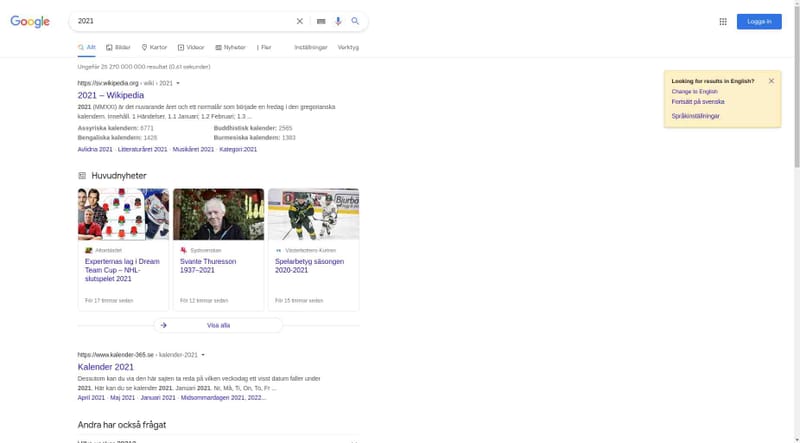 Google
2021
Logga in
Allt
Bilder
Kartor
Videor
Nyheter
Fler
Inställningar
Verktyg
Ungefär 25 270 000 000 resultat (0,61 sekunder)
https://sv.wikipedia.org › wiki › 2021
2021 – Wikipedia
2021 (MMXXI) är det nuvarande året och ett normalår som började en fredag i den gregorianska
kalendern. Innehåll. 1 Händelser. 1.1 Januari; 1.2 Februari; 1.3 ...
Assyriska kalendern: 6771
Buddhistisk kalender: 2565
Bengaliska kalendern: 1428
Burmesiska kalendern: 1383
Avlidna 2021 · Litteraturåret 2021 · Musikåret 2021 · Kategori:2021
Looking for results in English?
Change to English
Fortsätt på svenska
Språkinställningar
Huvudnyheter
Bjurbo
Aftonbladet
Experternas lag i Dream
Team Cup – NHL-
slutspelet 2021
För 17 timmar sedan
Sydsvenskan
Svante Thuresson
1937–2021
För 12 timmar sedan
Västerbottens-Kuriren
Spelarbetyg säsongen
2020-2021
För 15 timmar sedan
Visa alla
https://www.kalender-365.se › kalender-2021
Kalender 2021
Dessutom kan du via den här sajten ta reda på vilken veckodag ett visst datum faller under
2021. Här kan du se kalender 2021. Januari 2021. Nr, Må, Ti, On, To, Fr ...
April 2021 · Maj 2021 · Januari 2021 · Midsommardagen 2021, 2022...
Andra har också frågat